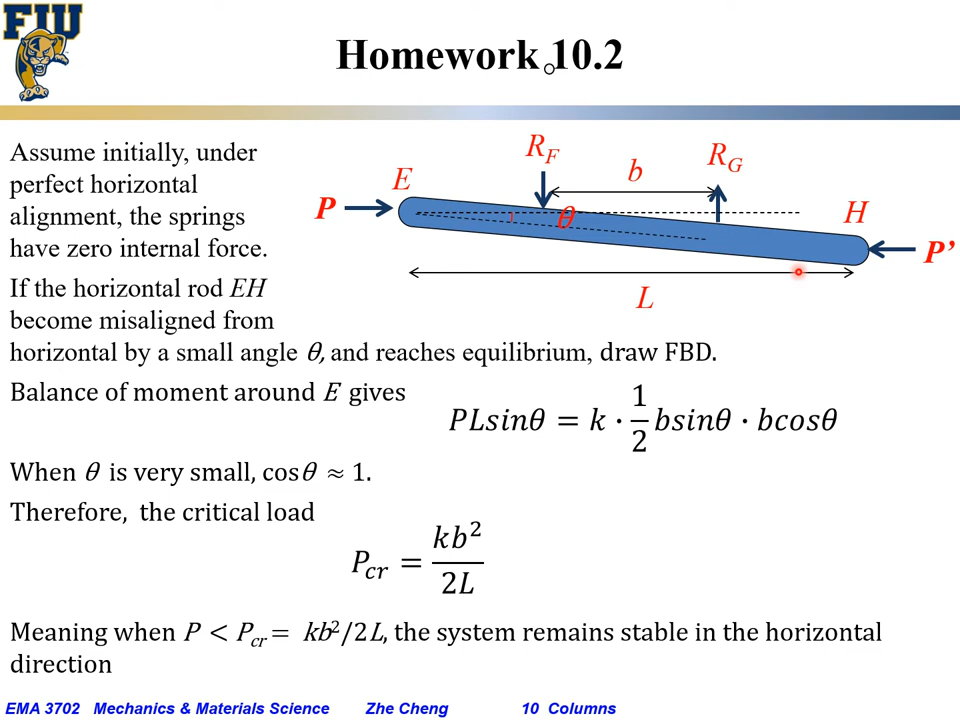 FIU
Homework 10.2
Assume initially, under
perfect horizontal
alignment, the springs
have zero internal force.
If the horizontal rod EH
become misaligned from
horizontal by a small angle θ, and reaches equilibrium, draw FBD.
R_F
b
R_G
E
P
θ
H
P’
L
Balance of moment around E gives
PLsinθ = k · 1/2 bsinθ · bcosθ
When θ is very small, cosθ ≈ 1.
Therefore, the critical load
P_cr = kb²/2L
Meaning when P < P_cr = kb²/2L, the system remains stable in the horizontal
direction
EMA 3702 Mechanics & Materials Science Zhe Cheng 10 Columns